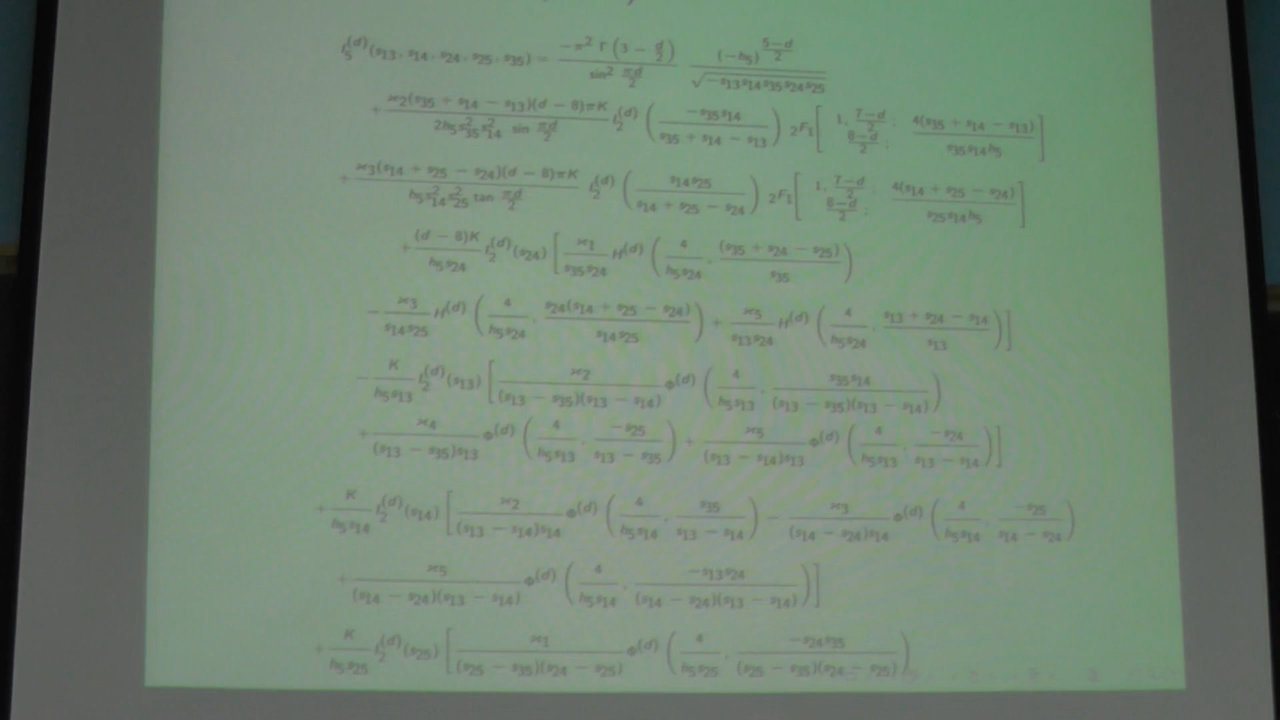 I_5^{(d)}(s_{13}, s_{14}, s_{24}, s_{25}, s_{35}) = \frac{-\pi^2 \Gamma\left(3 - \frac{d}{2}\right)}{\sin^2 \frac{\pi d}{2}} \frac{(-h_5)^{\frac{5-d}{2}}}{\sqrt{-s_{13}s_{14}s_{35}s_{24}s_{25}}}
+ \frac{\varkappa_2(s_{35} + s_{14} - s_{13})(d - 8)\pi K}{2h_5 s_{35}^2 s_{14}^2 \sin \frac{\pi d}{2}} I_2^{(d)} \left( \frac{-s_{35}s_{14}}{s_{35} + s_{14} - s_{13}} \right) {}_2F_1 \left[ 1, \frac{7-d}{2}; \frac{8-d}{2}; \frac{4(s_{35} + s_{14} - s_{13})}{s_{35}s_{14}h_5} \right]
+ \frac{\varkappa_3(s_{14} + s_{25} - s_{24})(d - 8)\pi K}{h_5 s_{14}^2 s_{25}^2 \tan \frac{\pi d}{2}} I_2^{(d)} \left( \frac{s_{14}s_{25}}{s_{14} + s_{25} - s_{24}} \right) {}_2F_1 \left[ 1, \frac{7-d}{2}; \frac{8-d}{2}; \frac{4(s_{14} + s_{25} - s_{24})}{s_{25}s_{14}h_5} \right]
+ \frac{(d - 8)K}{h_5 s_{24}} I_2^{(d)}(s_{24}) \left[ \frac{\varkappa_1}{s_{35}s_{24}} H^{(d)} \left( \frac{4}{h_5 s_{24}}, \frac{(s_{35} + s_{24} - s_{25})}{s_{35}} \right)
- \frac{\varkappa_3}{s_{14}s_{25}} H^{(d)} \left( \frac{4}{h_5 s_{24}}, \frac{s_{24}(s_{14} + s_{25} - s_{24})}{s_{14}s_{25}} \right) + \frac{\varkappa_5}{s_{13}s_{24}} H^{(d)} \left( \frac{4}{h_5 s_{24}}, \frac{s_{13} + s_{24} - s_{14}}{s_{13}} \right) \right]
- \frac{K}{h_5 s_{13}} I_2^{(d)}(s_{13}) \left[ \frac{\varkappa_2}{(s_{13} - s_{35})(s_{13} - s_{14})} \Phi^{(d)} \left( \frac{4}{h_5 s_{13}}, \frac{s_{35}s_{14}}{(s_{13} - s_{35})(s_{13} - s_{14})} \right)
+ \frac{\varkappa_4}{(s_{13} - s_{35})s_{13}} \Phi^{(d)} \left( \frac{4}{h_5 s_{13}}, \frac{-s_{25}}{s_{13} - s_{35}} \right) + \frac{\varkappa_5}{(s_{13} - s_{14})s_{13}} \Phi^{(d)} \left( \frac{4}{h_5 s_{13}}, \frac{-s_{24}}{s_{13} - s_{14}} \right) \right]
+ \frac{K}{h_5 s_{14}} I_2^{(d)}(s_{14}) \left[ \frac{\varkappa_2}{(s_{13} - s_{14})s_{14}} \Phi^{(d)} \left( \frac{4}{h_5 s_{14}}, \frac{s_{35}}{s_{13} - s_{14}} \right) - \frac{\varkappa_3}{(s_{14} - s_{24})s_{14}} \Phi^{(d)} \left( \frac{4}{h_5 s_{14}}, \frac{-s_{25}}{s_{14} - s_{24}} \right)
+ \frac{\varkappa_5}{(s_{14} - s_{24})(s_{13} - s_{14})} \Phi^{(d)} \left( \frac{4}{h_5 s_{14}}, \frac{-s_{13}s_{24}}{(s_{14} - s_{24})(s_{13} - s_{14})} \right) \right]
+ \frac{K}{h_5 s_{25}} I_2^{(d)}(s_{25}) \left[ \frac{\varkappa_1}{(s_{25} - s_{35})(s_{24} - s_{25})} \Phi^{(d)} \left( \frac{4}{h_5 s_{25}}, \frac{-s_{24}s_{35}}{(s_{25} - s_{35})(s_{24} - s_{25})} \right)